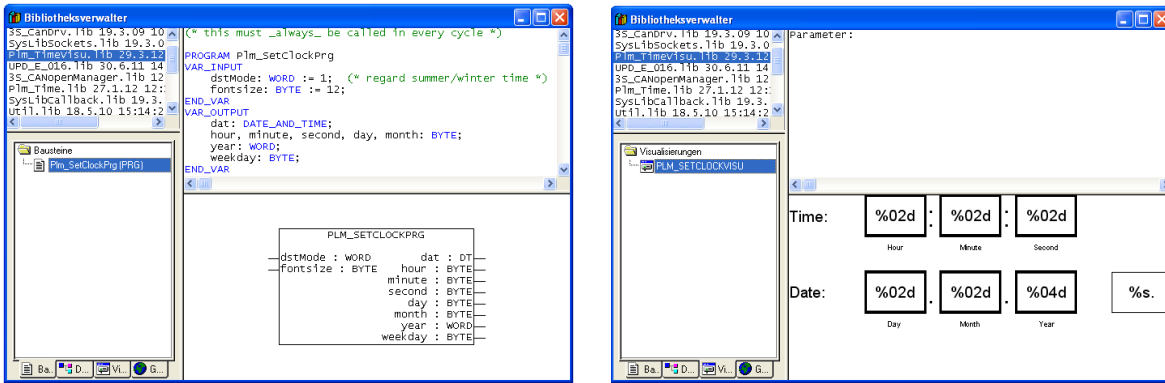 Bibliotheksverwalter
3S_CanDrv.lib 19.3.09 10
SysLibSockets.lib 19.3.0
Plm_TimeVisu.lib 29.3.12
UPD_E_016.lib 30.6.11 14
3S_CANopenManager.lib 12
Plm_Time.lib 27.1.12 12:
SysLibCallback.lib 19.3.
Util.lib 18.5.10 15:14:2
(* this must _always_ be called in every cycle *)
PROGRAM Plm_SetClockPrg
VAR_INPUT
dstMode: WORD := 1; (* regard summer/winter time *)
fontsize: BYTE := 12;
END_VAR
VAR_OUTPUT
dat: DATE_AND_TIME;
hour, minute, second, day, month: BYTE;
year: WORD;
weekday: BYTE;
END_VAR
Bausteine
Plm_SetClockPrg (PRG)
PLM_SETCLOCKPRG
dstMode : WORD dat : DT
fontsize : BYTE hour : BYTE
minute : BYTE
second : BYTE
day : BYTE
month : BYTE
year : WORD
weekday : BYTE
Ba.. D... Vi... G...
Bibliotheksverwalter
3S_CanDrv.lib 19.3.09 10
SysLibSockets.lib 19.3.0
Plm_TimeVisu.lib 29.3.12
UPD_E_016.lib 30.6.11 14
3S_CANopenManager.lib 12
Plm_Time.lib 27.1.12 12:
SysLibCallback.lib 19.3.
Util.lib 18.5.10 15:14:2
Parameter:
Visualisierungen
PLM_SETCLOCKVISU
Time: %02d : %02d : %02d
Hour Minute Second
Date: %02d . %02d . %04d %s.
Day Month Year
Ba.. D... Vi... G...